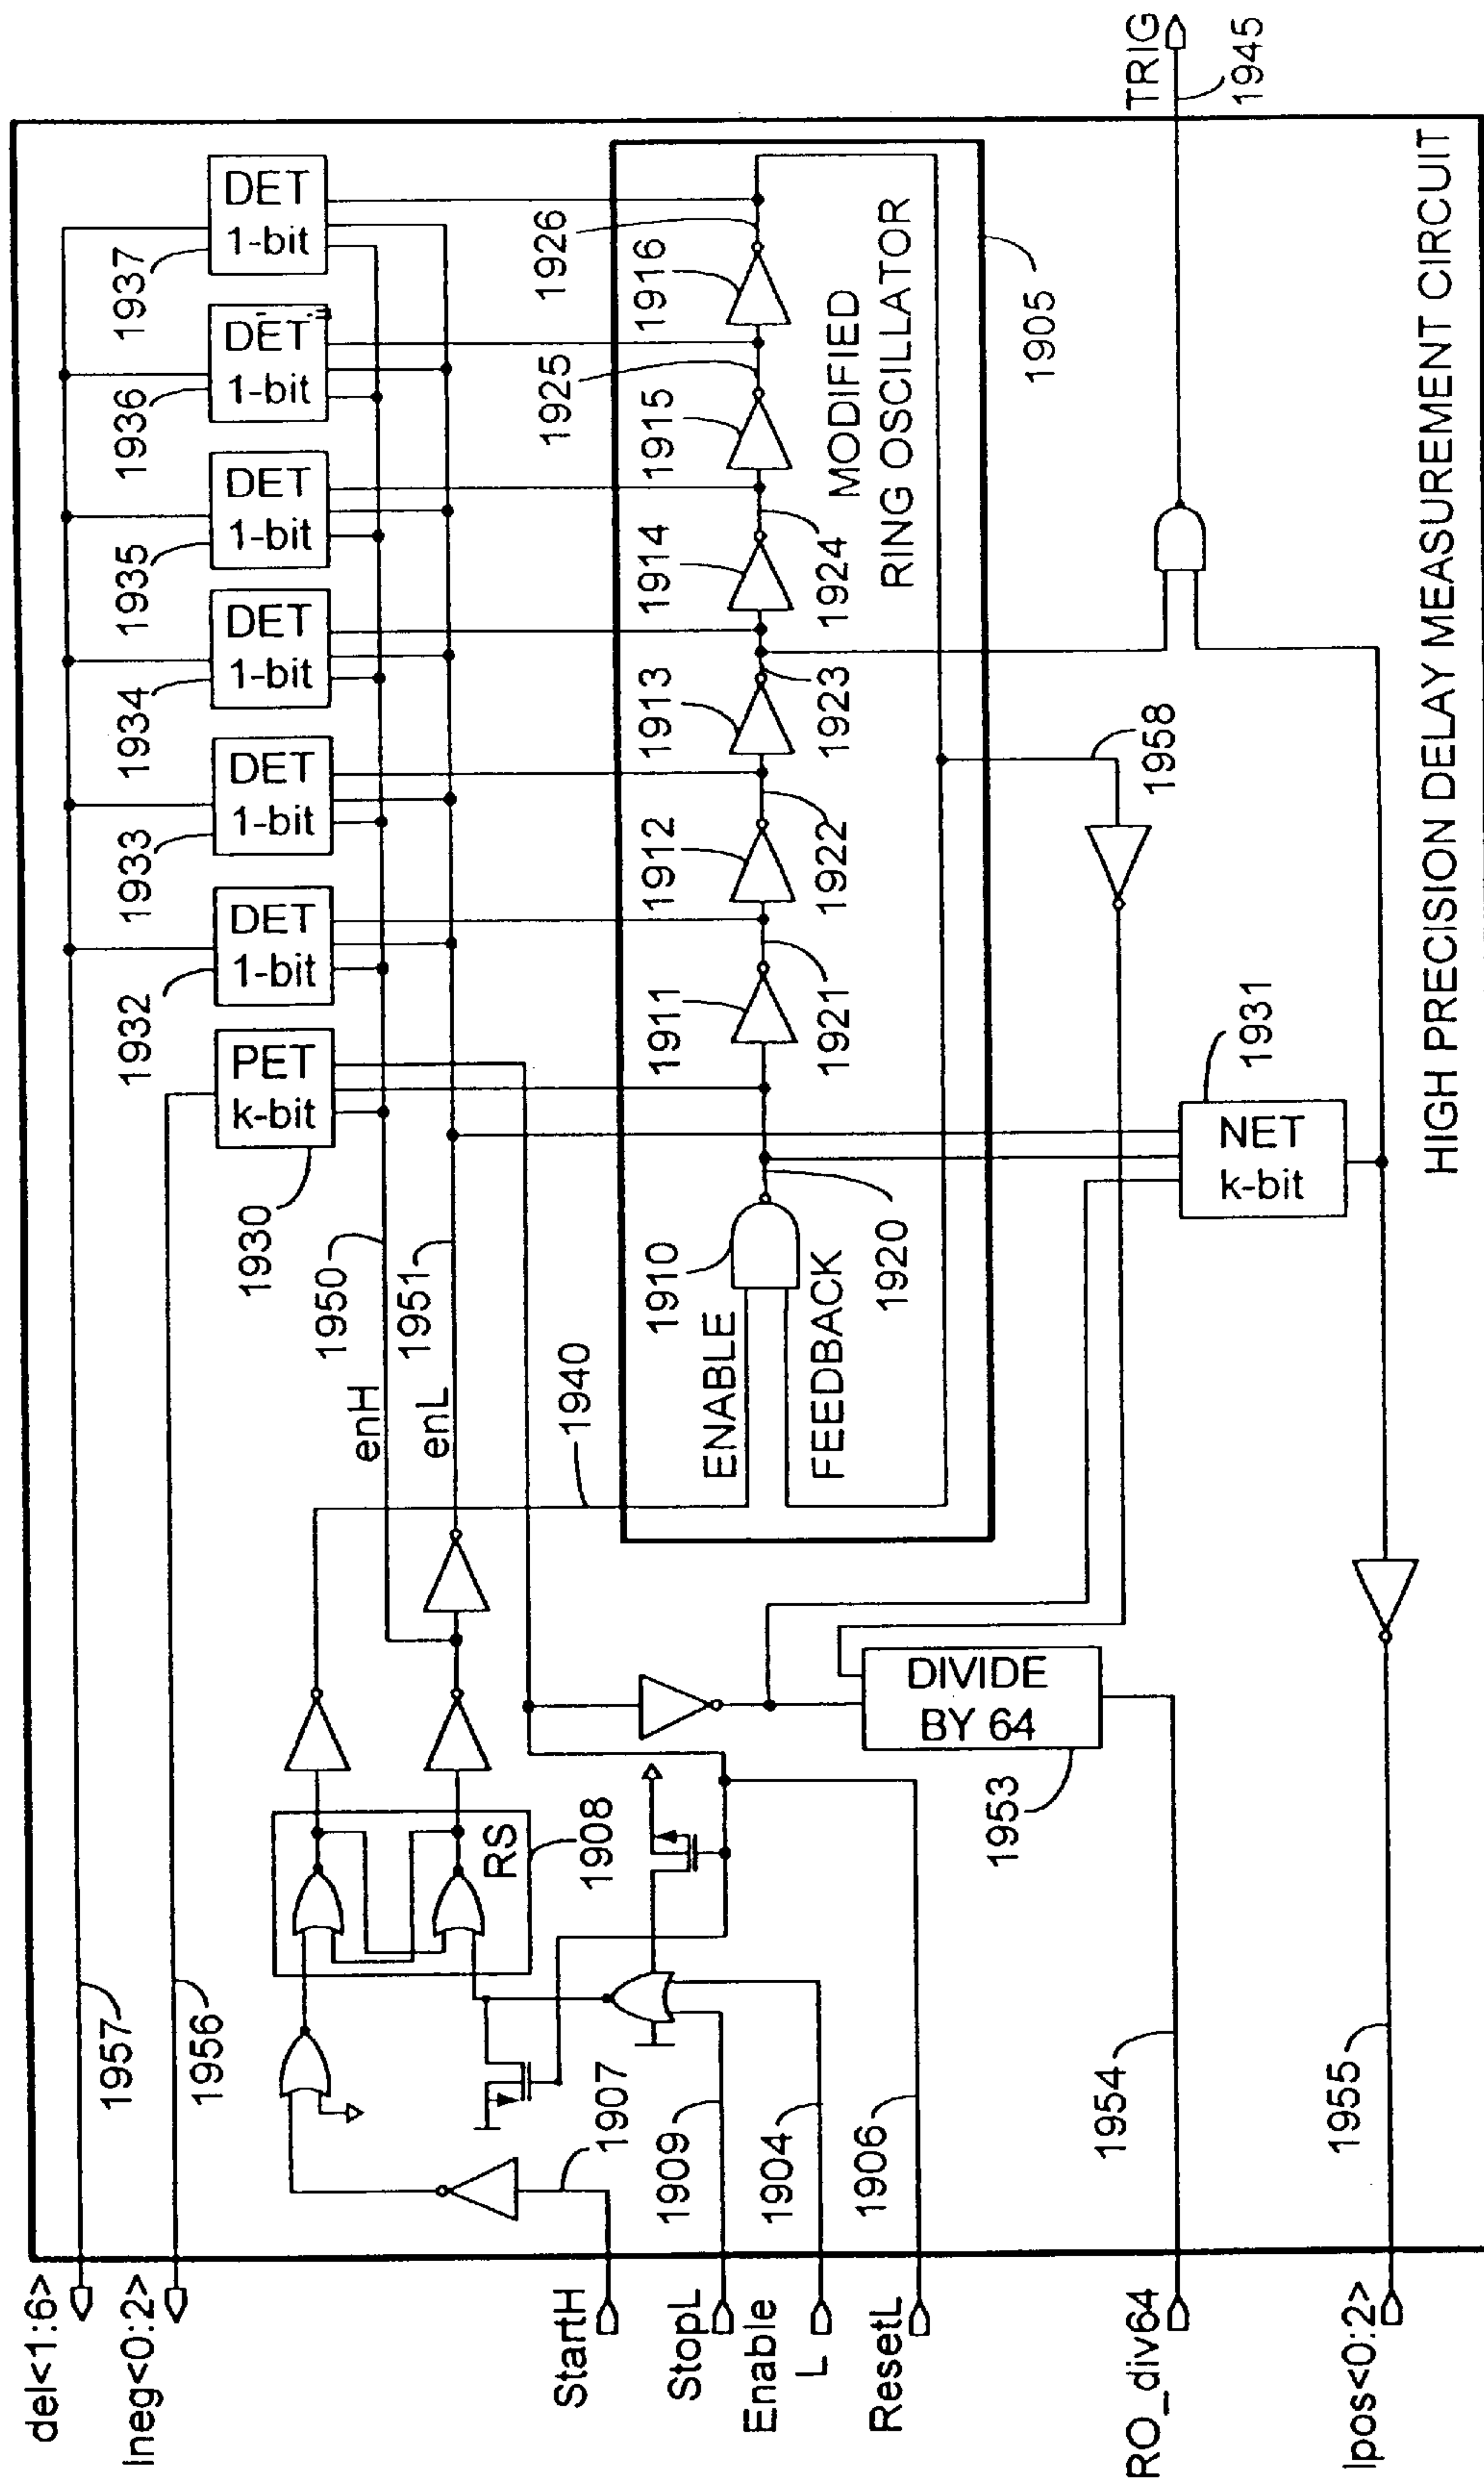 del<1:6>
Ineg<0:2>
StartH
StopL
Enable
L
ResetL
RO_div64
Ipos<0:2>
1957
1956
1907
1909
1904
1906
1954
1955
RS
1908
1953
DIVIDE
BY 64
enH
1950
enL
1951
1940
ENABLE
FEEDBACK
1910
1920
1911
1921
1912
1922
1913
1923
1914
1924
1915
1925
1916
1926
MODIFIED
RING OSCILLATOR
1905
PET
k-bit
1930
DET
1-bit
1932
DET
1-bit
1933
DET
1-bit
1934
DET
1-bit
1935
DET
1-bit
1936
DET
1-bit
1937
NET
k-bit
1931
1958
TRIG
1945
HIGH PRECISION DELAY MEASUREMENT CIRCUIT